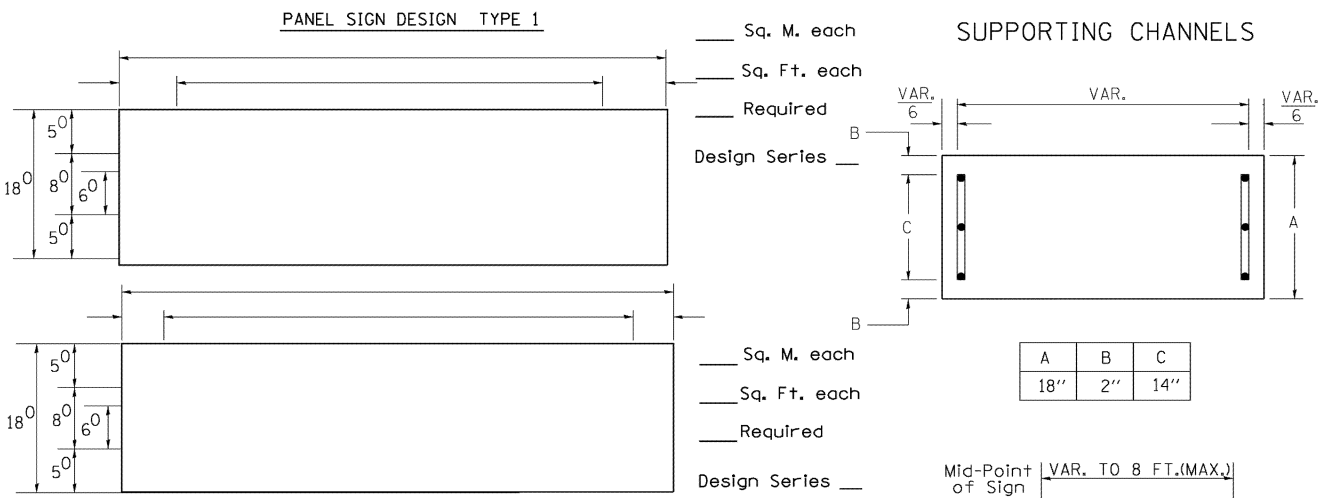 PANEL SIGN DESIGN TYPE 1
___ Sq. M. each
___ Sq. Ft. each
___ Required
Design Series __
5⁰
18⁰ 8⁰ 6⁰
5⁰
___ Sq. M. each
___ Sq. Ft. each
___ Required
Design Series __
5⁰
18⁰ 8⁰ 6⁰
5⁰
SUPPORTING CHANNELS
VAR.
6
VAR.
VAR.
6
B
C
A
B
A B C
18" 2" 14"
Mid-Point
of Sign
VAR. TO 8 FT.(MAX.)